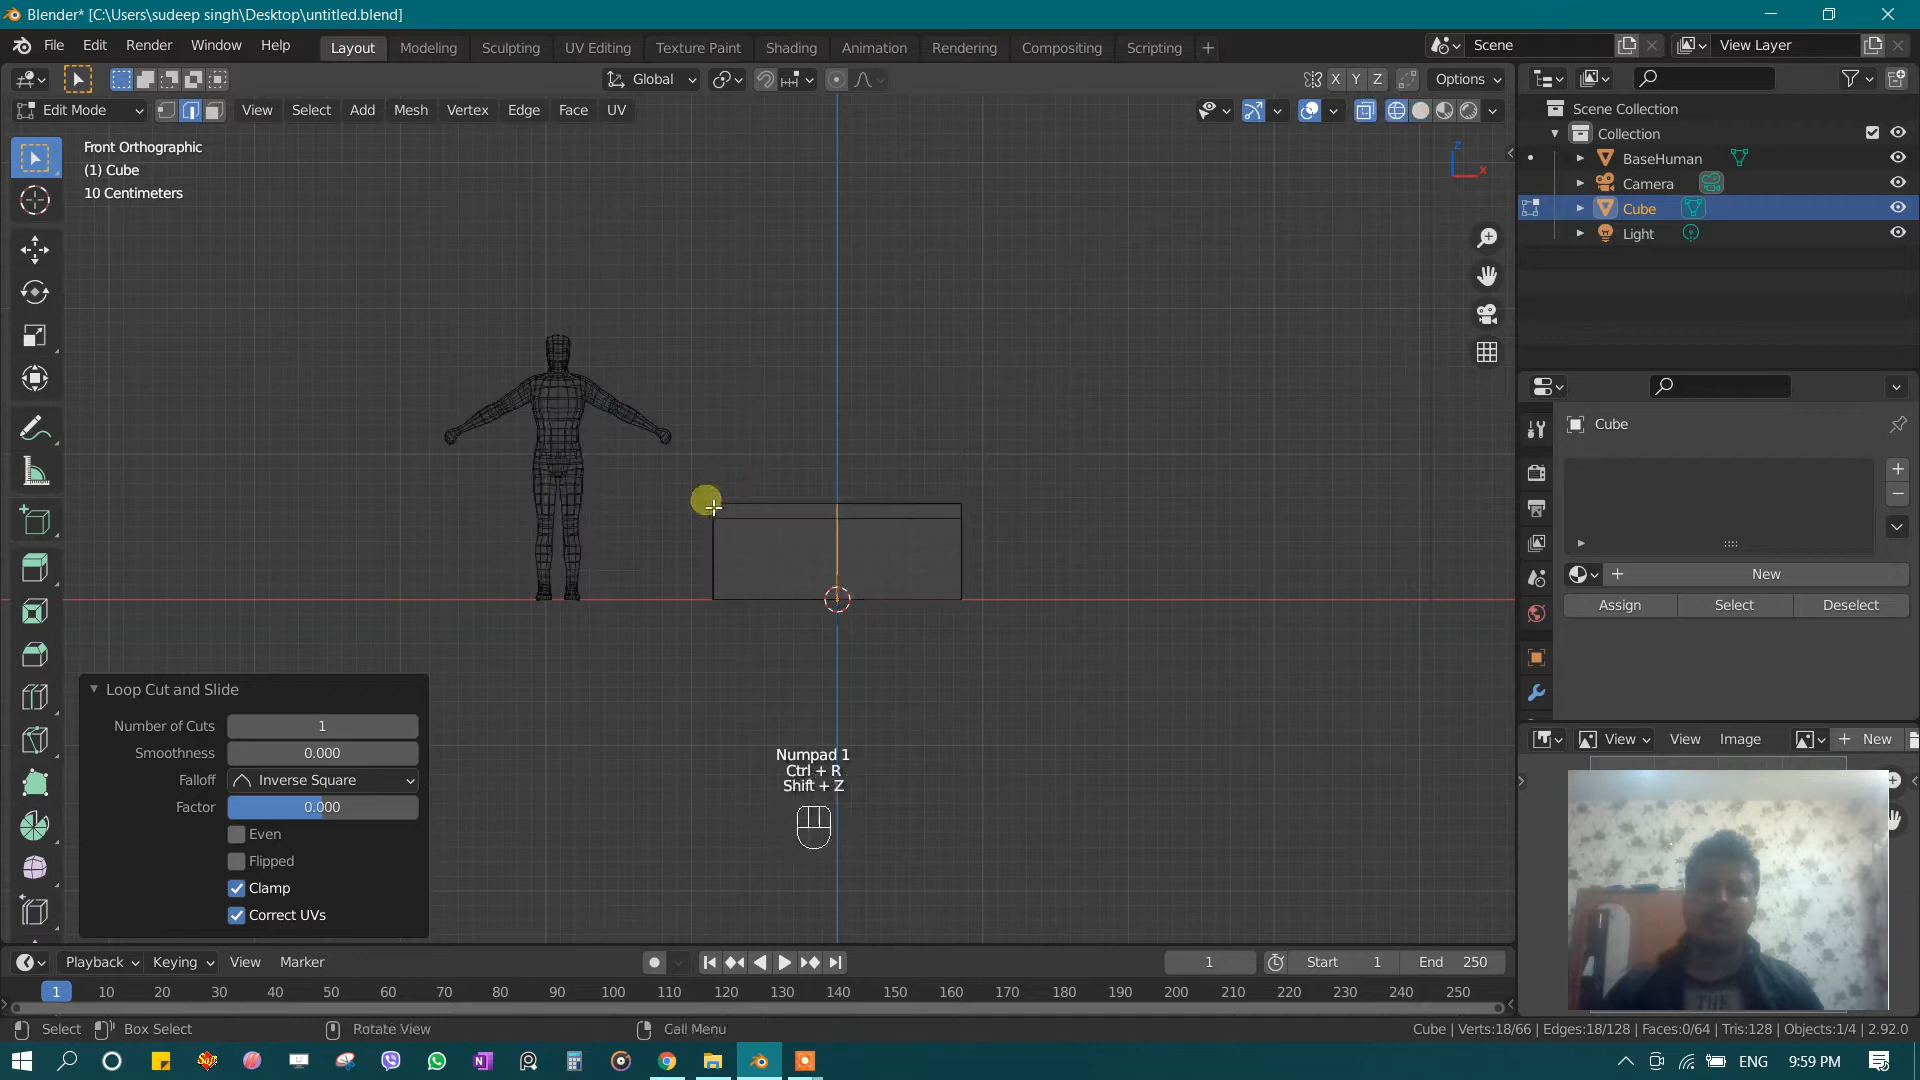 Blender* [C:\Users\sudeep singh\Desktop\untitled.blend]
File Edit Render Window Help
Layout Modeling Sculpting UV Editing Texture Paint Shading Animation Rendering Compositing Scripting +
Scene
View Layer
Global
X Y Z
Options
Edit Mode
View Select Add Mesh Vertex Edge Face UV
Front Orthographic
(1) Cube
10 Centimeters
Z
X
Scene Collection
Collection
BaseHuman
Camera
Cube
Light
Cube
+ New
Assign Select Deselect
View View Image + New
Loop Cut and Slide
Number of Cuts 1
Smoothness 0.000
Falloff Inverse Square
Factor 0.000
Even
Flipped
Clamp
Correct UVs
Numpad 1
Ctrl + R
Shift + Z
THE
Playback Keying View Marker
1 Start 1 End 250
1 10 20 30 40 50 60 70 80 90 100 110 120 130 140 150 160 170 180 190 200 210 220 230 240 250
Select Box Select Rotate View Call Menu
Cube | Verts:18/66 | Edges:18/128 | Faces:0/64 | Tris:128 | Objects:1/4 | 2.92.0
ENG 9:59 PM